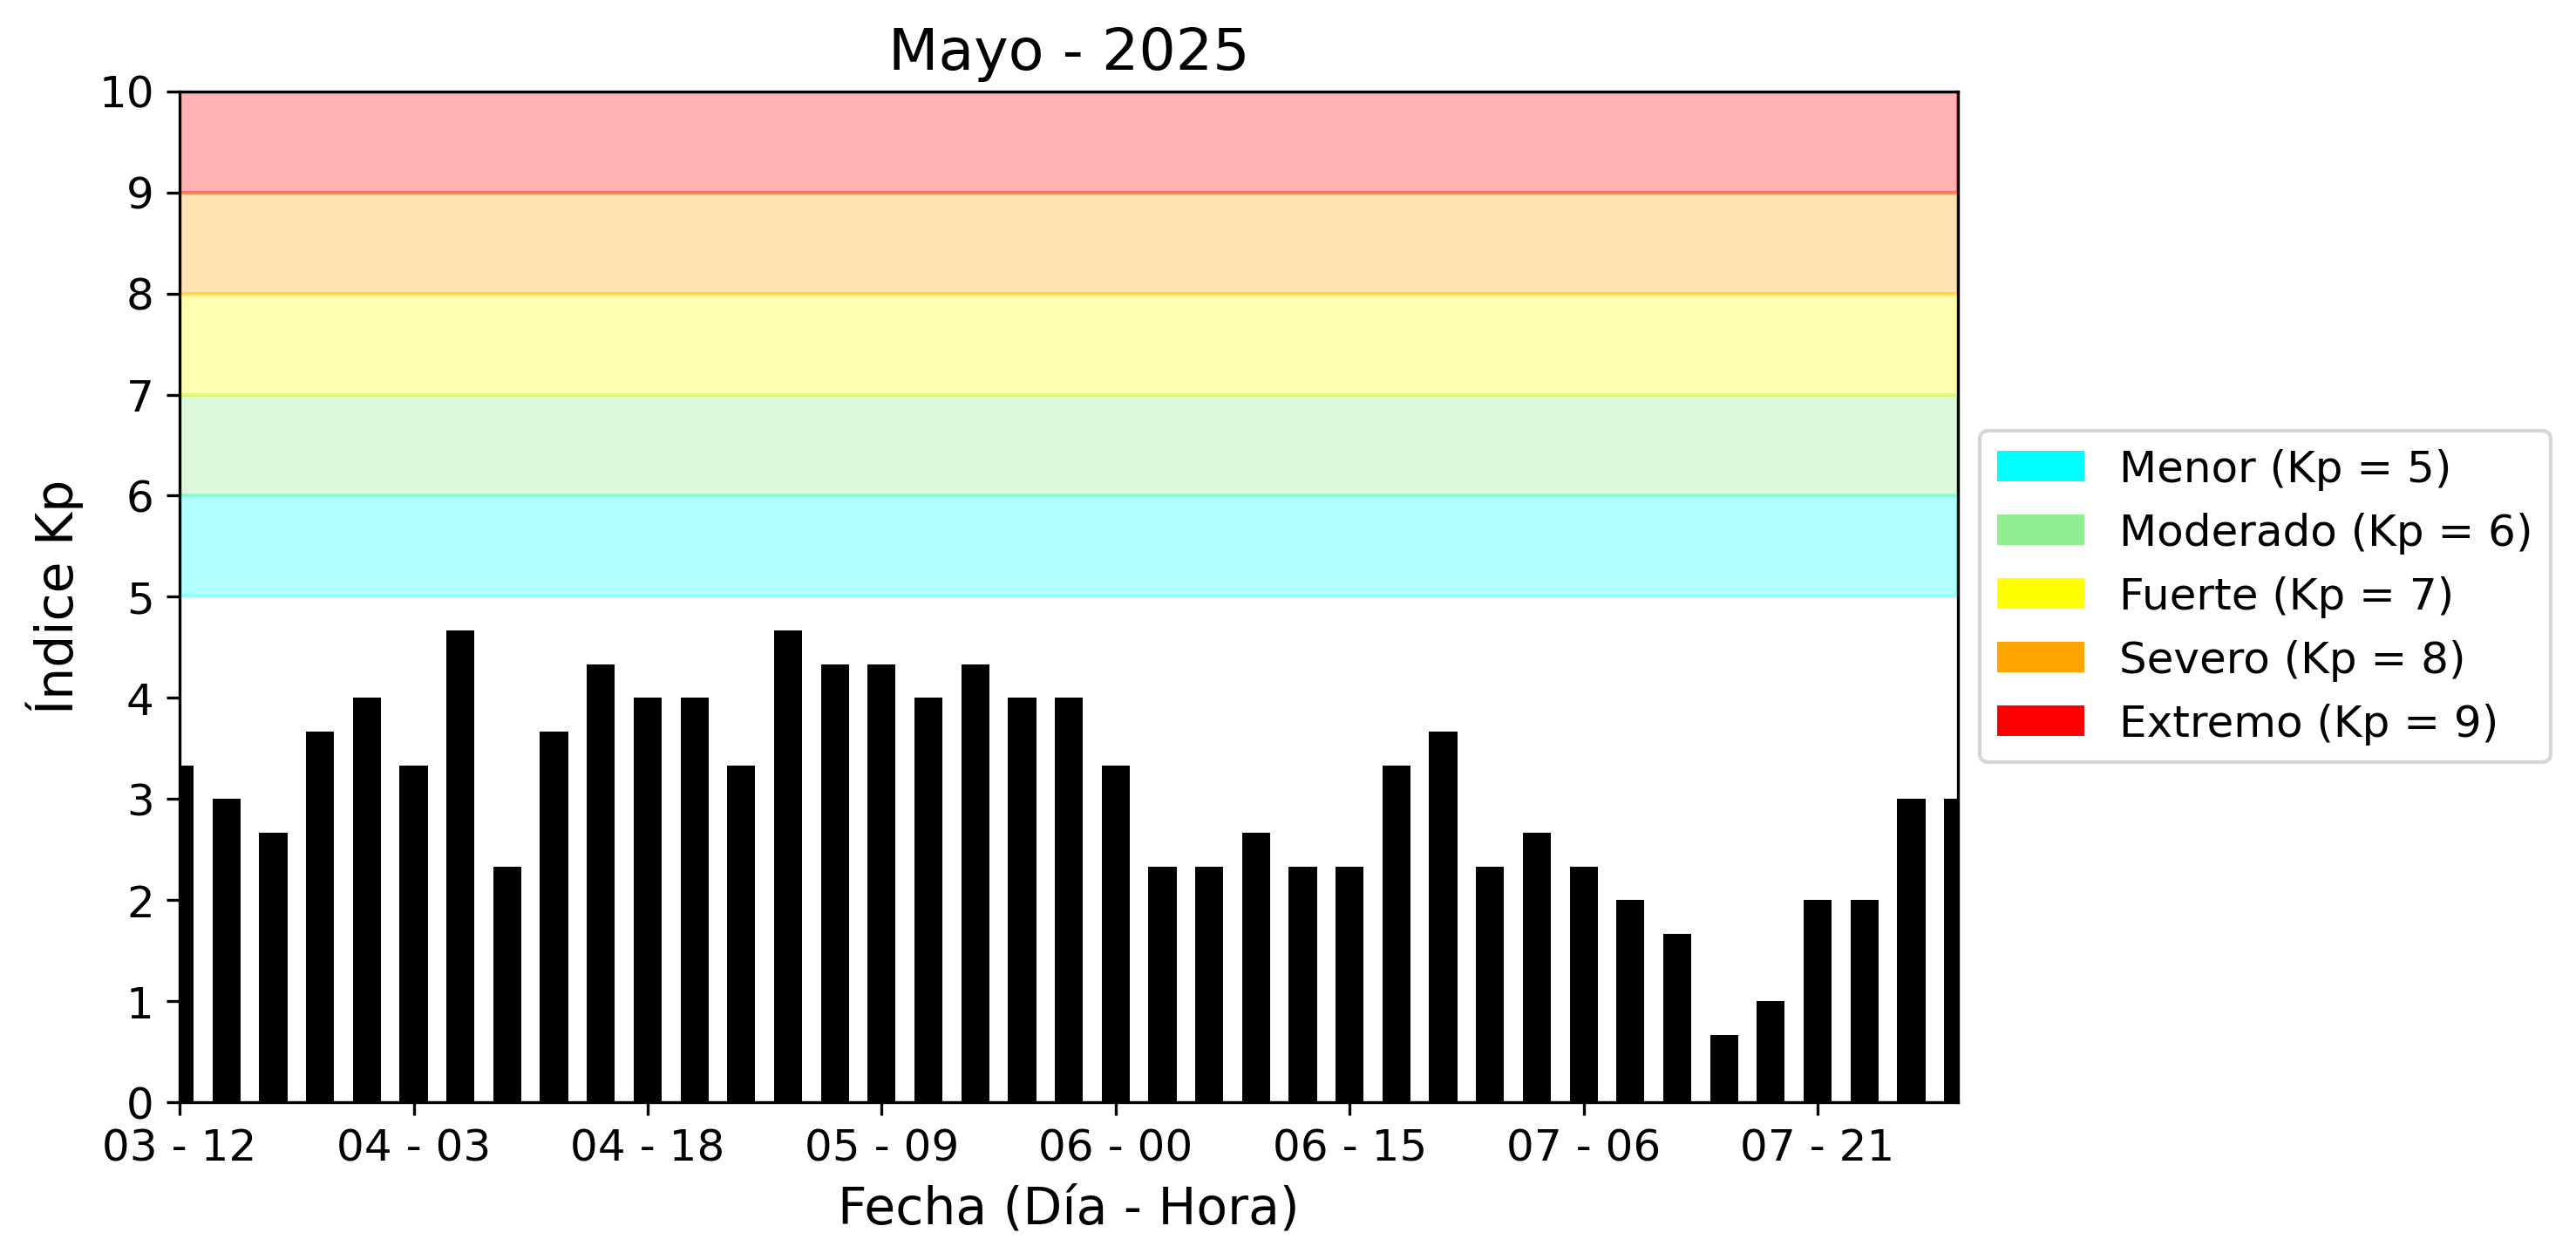 Mayo - 2025
10
9
8
7
6
5
4
3
2
1
0
Índice Kp
03 - 12
04 - 03
04 - 18
05 - 09
06 - 00
06 - 15
07 - 06
07 - 21
Fecha (Día - Hora)
Menor (Kp = 5)
Moderado (Kp = 6)
Fuerte (Kp = 7)
Severo (Kp = 8)
Extremo (Kp = 9)